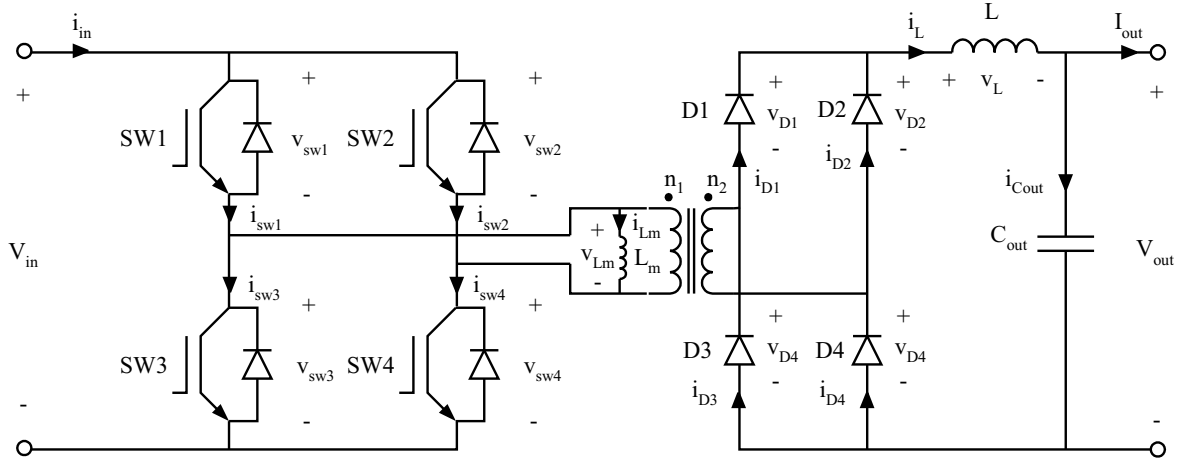 i_in
i_L
L
I_out
+
+
+
+
+
v_L
-
+
+
SW1
v_sw1
SW2
v_sw2
D1
v_D1
D2
v_D2
-
-
-
-
i_D1
i_D2
n_1
n_2
i_Cout
i_sw1
i_sw2
+
i_Lm
V_in
v_Lm
L_m
C_out
V_out
-
i_sw3
i_sw4
+
+
+
+
SW3
v_sw3
SW4
v_sw4
D3
v_D4
D4
v_D4
-
-
i_D3
i_D4
-
-
-
-